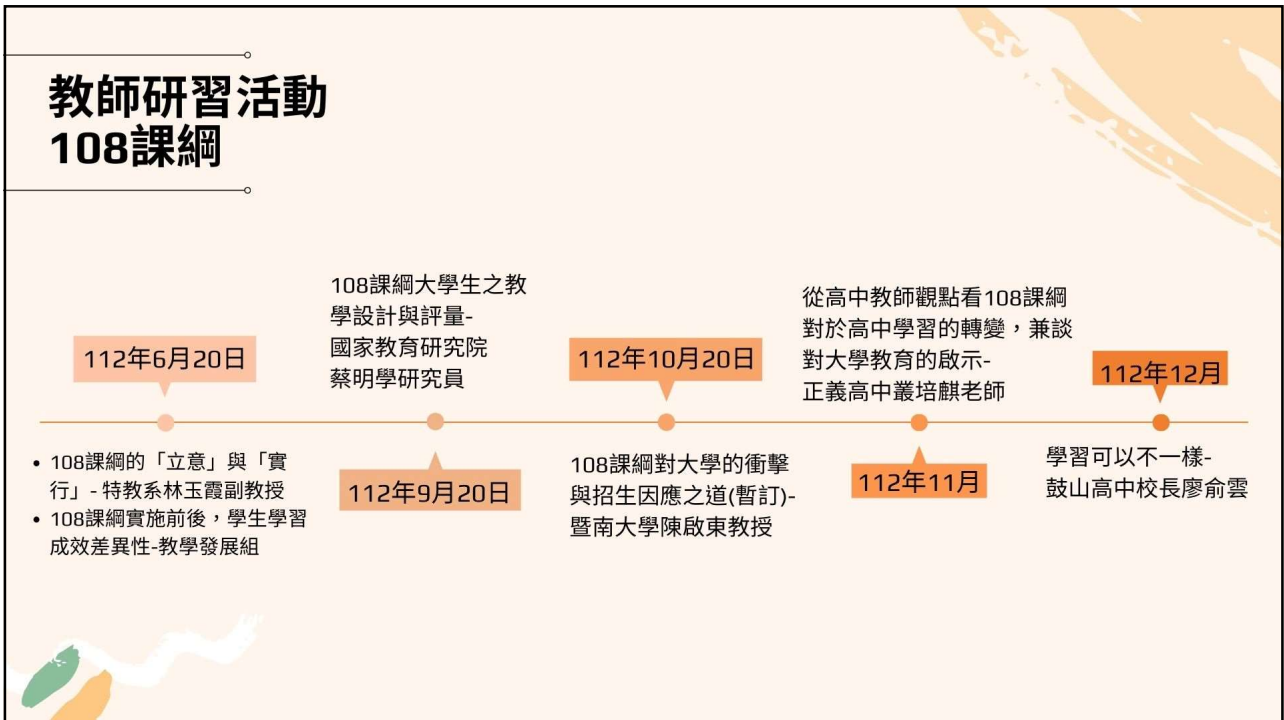 教師研習活動
108課綱
112年6月20日
• 108課綱的「立意」與「實
行」- 特教系林玉霞副教授
• 108課綱實施前後，學生學習
成效差異性-教學發展組
108課綱大學生之教
學設計與評量-
國家教育研究院
蔡明學研究員
112年9月20日
112年10月20日
108課綱對大學的衝擊
與招生因應之道(暫訂)-
暨南大學陳啟東教授
從高中教師觀點看108課綱
對於高中學習的轉變，兼談
對大學教育的啟示-
正義高中叢培麒老師
112年11月
112年12月
學習可以不一樣-
鼓山高中校長廖俞雲